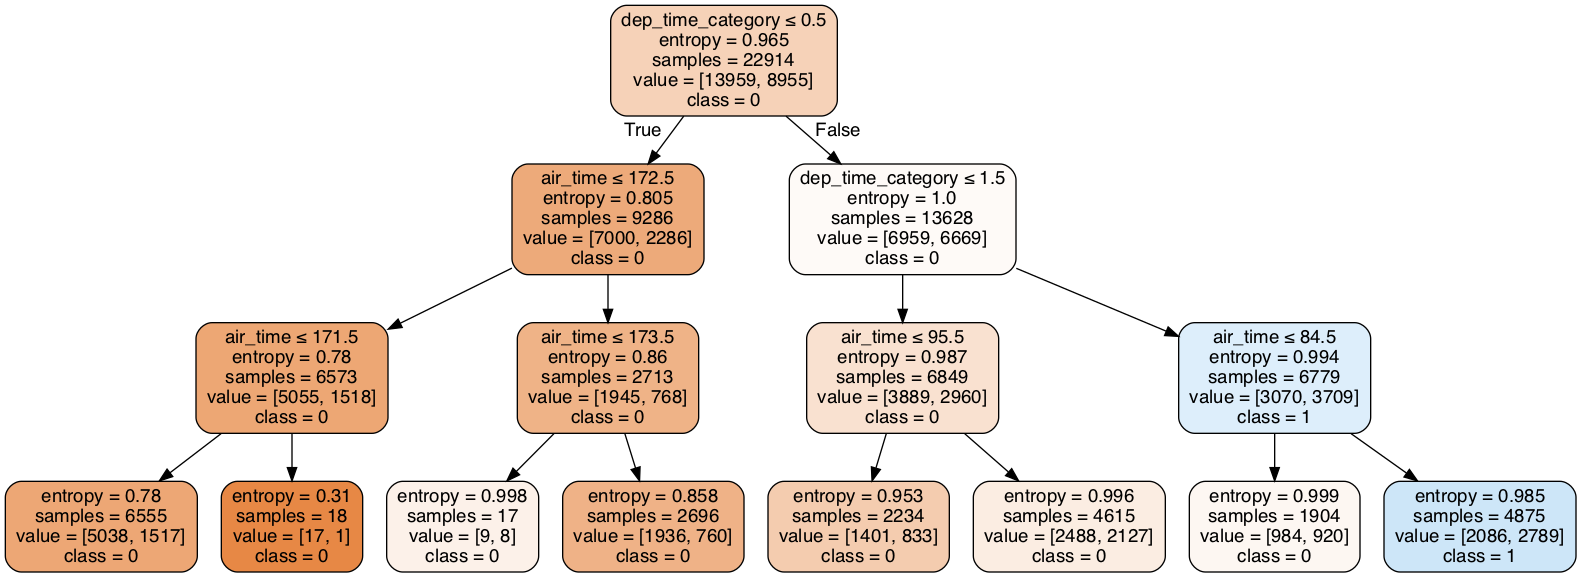 dep_time_category ≤ 0.5
entropy = 0.965
samples = 22914
value = [13959, 8955]
class = 0
True
False
air_time ≤ 172.5
entropy = 0.805
samples = 9286
value = [7000, 2286]
class = 0
dep_time_category ≤ 1.5
entropy = 1.0
samples = 13628
value = [6959, 6669]
class = 0
air_time ≤ 171.5
entropy = 0.78
samples = 6573
value = [5055, 1518]
class = 0
air_time ≤ 173.5
entropy = 0.86
samples = 2713
value = [1945, 768]
class = 0
air_time ≤ 95.5
entropy = 0.987
samples = 6849
value = [3889, 2960]
class = 0
air_time ≤ 84.5
entropy = 0.994
samples = 6779
value = [3070, 3709]
class = 1
entropy = 0.78
samples = 6555
value = [5038, 1517]
class = 0
entropy = 0.31
samples = 18
value = [17, 1]
class = 0
entropy = 0.998
samples = 17
value = [9, 8]
class = 0
entropy = 0.858
samples = 2696
value = [1936, 760]
class = 0
entropy = 0.953
samples = 2234
value = [1401, 833]
class = 0
entropy = 0.996
samples = 4615
value = [2488, 2127]
class = 0
entropy = 0.999
samples = 1904
value = [984, 920]
class = 0
entropy = 0.985
samples = 4875
value = [2086, 2789]
class = 1